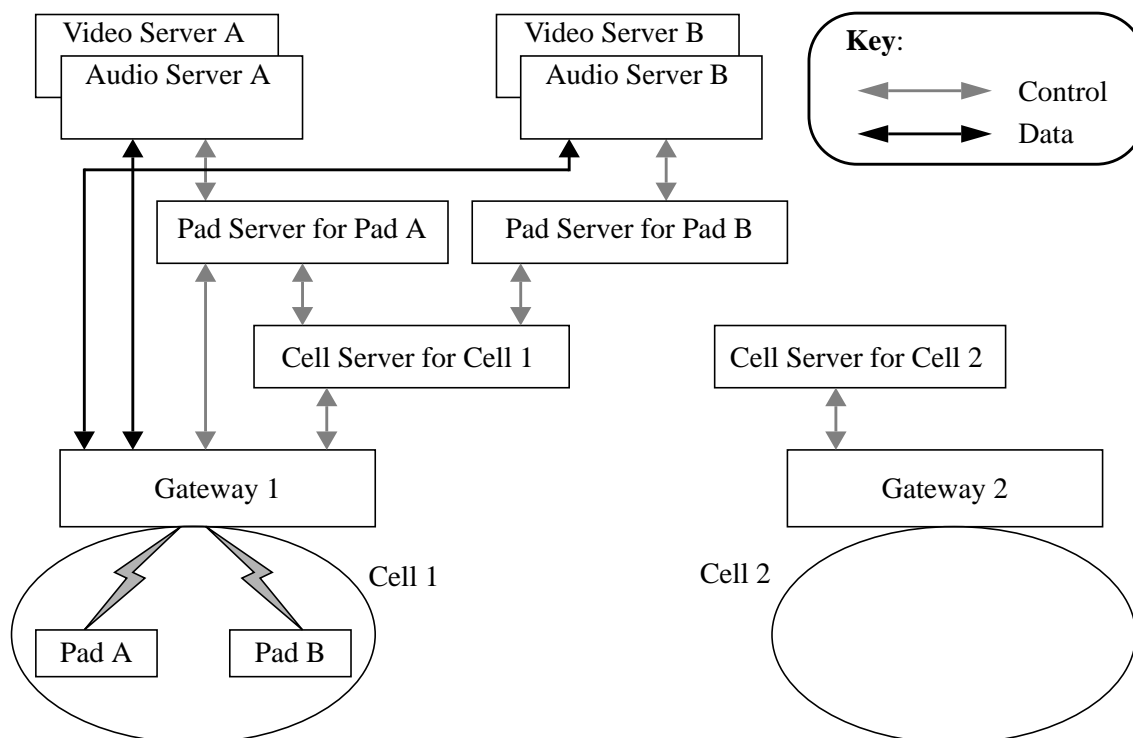 Video Server A
Audio Server A
Video Server B
Audio Server B
Key:
Control
Data
Pad Server for Pad A
Pad Server for Pad B
Cell Server for Cell 1
Cell Server for Cell 2
Gateway 1
Gateway 2
Cell 1
Cell 2
Pad A
Pad B